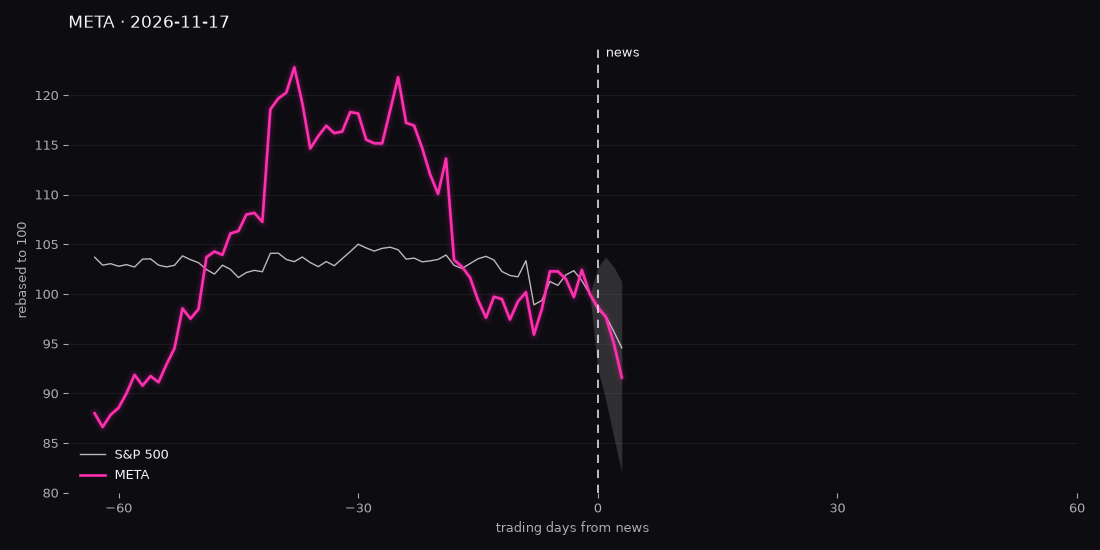 META · 2026-11-17
news
120
115
110
105
100
95
90
85
80
rebased to 100
S&P 500
META
−60
−30
0
30
60
trading days from news